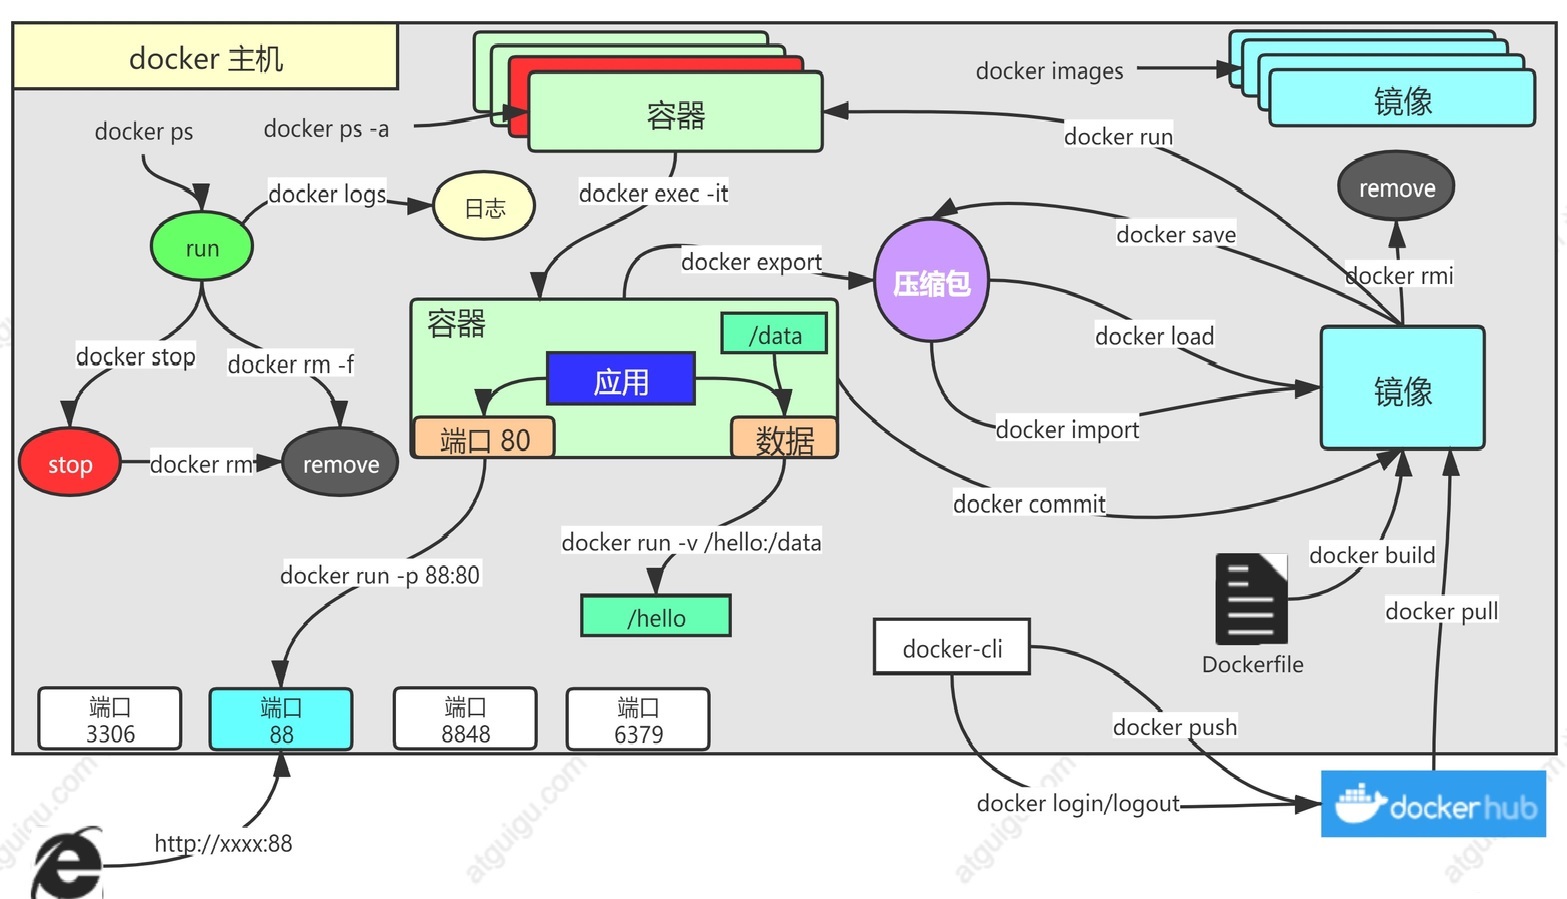 docker 主机
docker ps
docker ps -a
容器
docker images
镜像
docker run
remove
docker logs
日志
docker exec -it
run
docker save
docker rmi
docker export
压缩包
容器
/data
docker load
docker stop
docker rm -f
应用
镜像
端口 80
数据
docker import
stop
docker rm
remove
docker commit
docker run -v /hello:/data
docker build
docker run -p 88:80
/hello
docker pull
docker-cli
Dockerfile
端口
3306
端口
88
端口
8848
端口
6379
docker push
docker login/logout
docker hub
http://xxxx:88
atguigu.com
atguigu.com
atguigu.com